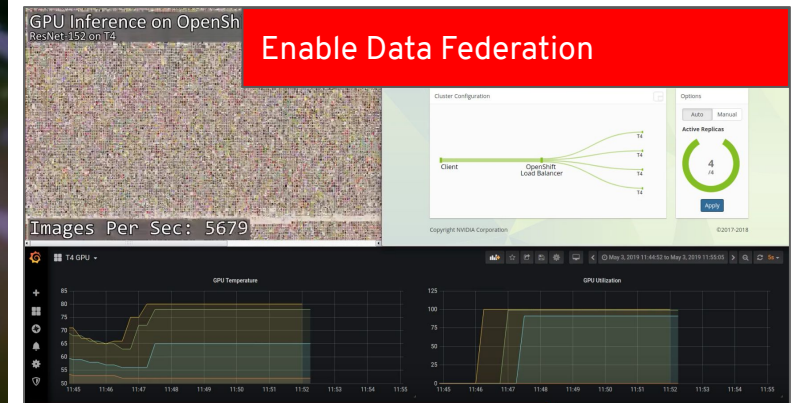 GPU Inference on OpenSh
ResNet-152 on T4
Enable Data Federation
Images Per Sec: 5679
Cluster Configuration
Client
OpenShift
Load Balancer
T4
T4
T4
T4
Options
Auto Manual
Active Replicas
4
/4
Apply
Copyright NVIDIA Corporation
©2017-2018
T4 GPU
May 3, 2019 11:44:52 to May 3, 2019 11:55:05
5s
GPU Temperature
85
80
75
70
65
60
55
50
11:45 11:46 11:47 11:48 11:49 11:50 11:51 11:52 11:53 11:54 11:55
GPU Utilization
125
100
75
50
25
0
11:45 11:46 11:47 11:48 11:49 11:50 11:51 11:52 11:53 11:54 11:55